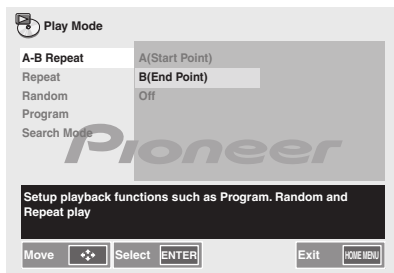 Play Mode
A-B Repeat A(Start Point)
Repeat B(End Point)
Random Off
Program
Search Mode
Pioneer
Setup playback functions such as Program. Random and
Repeat play
Move Select ENTER Exit HOME MENU